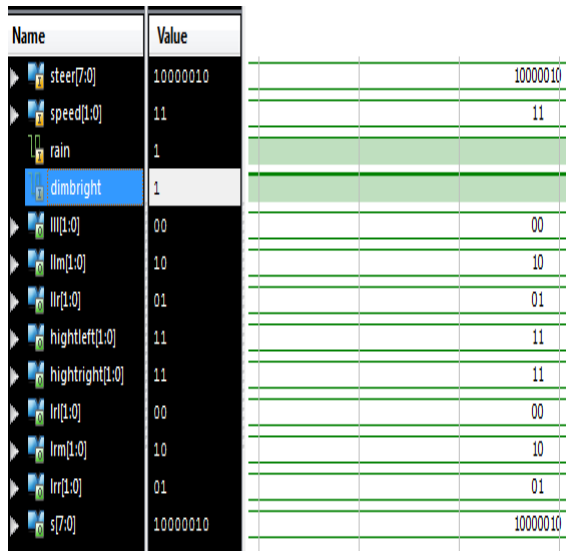 Name Value
steer[7:0] 10000010 10000010
speed[1:0] 11 11
rain 1
dimbright 1
lll[1:0] 00 00
llm[1:0] 10 10
llr[1:0] 01 01
hightleft[1:0] 11 11
hightright[1:0] 11 11
lrl[1:0] 00 00
lrm[1:0] 10 10
lrr[1:0] 01 01
s[7:0] 10000010 10000010